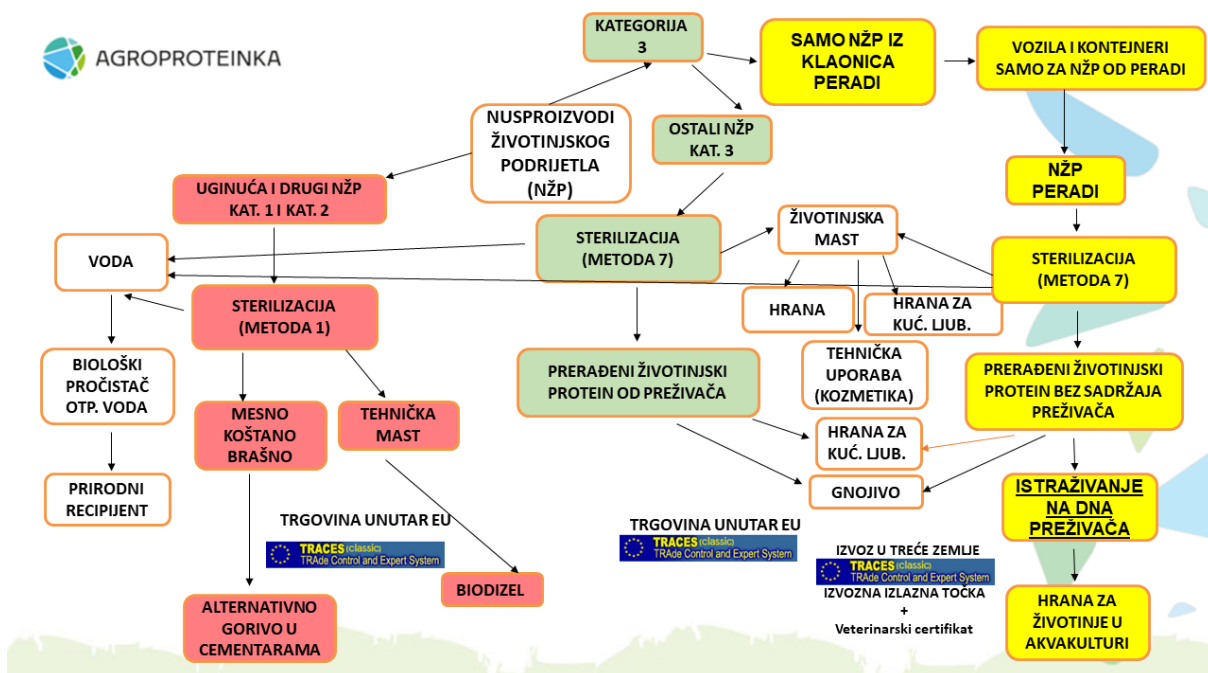 AGROPROTEINKA
KATEGORIJA
3
SAMO NŽP IZ
KLAONICA
PERADI
VOZILA I KONTEJNERI
SAMO ZA NŽP OD PERADI
NUSPROIZVODI
ŽIVOTINJSKOG
PODRIJETLA
(NŽP)
OSTALI NŽP
KAT. 3
NŽP
PERADI
UGINUĆA I DRUGI NŽP
KAT. 1 I KAT. 2
VODA
STERILIZACIJA
(METODA 7)
ŽIVOTINJSKA
MAST
STERILIZACIJA
(METODA 7)
STERILIZACIJA
(METODA 1)
HRANA
HRANA ZA
KUĆ. LJUB.
BIOLOŠKI
PROČISTAČ
OTP. VODA
PRERAĐENI ŽIVOTINJSKI
PROTEIN OD PREŽIVAČA
TEHNIČKA
UPORABA
(KOZMETIKA)
PRERAĐENI ŽIVOTINJSKI
PROTEIN BEZ SADRŽAJA
PREŽIVAČA
MESNO
KOŠTANO
BRAŠNO
TEHNIČKA
MAST
HRANA ZA
KUĆ. LJUB.
PRIRODNI
RECIPIJENT
GNOJIVO
ISTRAŽIVANJE
NA DNA
PREŽIVAČA
TRGOVINA UNUTAR EU
TRACES (classic)
TRAde Control and Expert System
TRGOVINA UNUTAR EU
TRACES (classic)
TRAde Control and Expert System
IZVOZ U TREĆE ZEMLJE
TRACES (classic)
TRAde Control and Expert System
IZVOZNA IZLAZNA TOČKA
+
Veterinarski certifikat
BIODIZEL
ALTERNATIVNO
GORIVO U
CEMENTARAMA
HRANA ZA
ŽIVOTINJE U
AKVAKULTURI